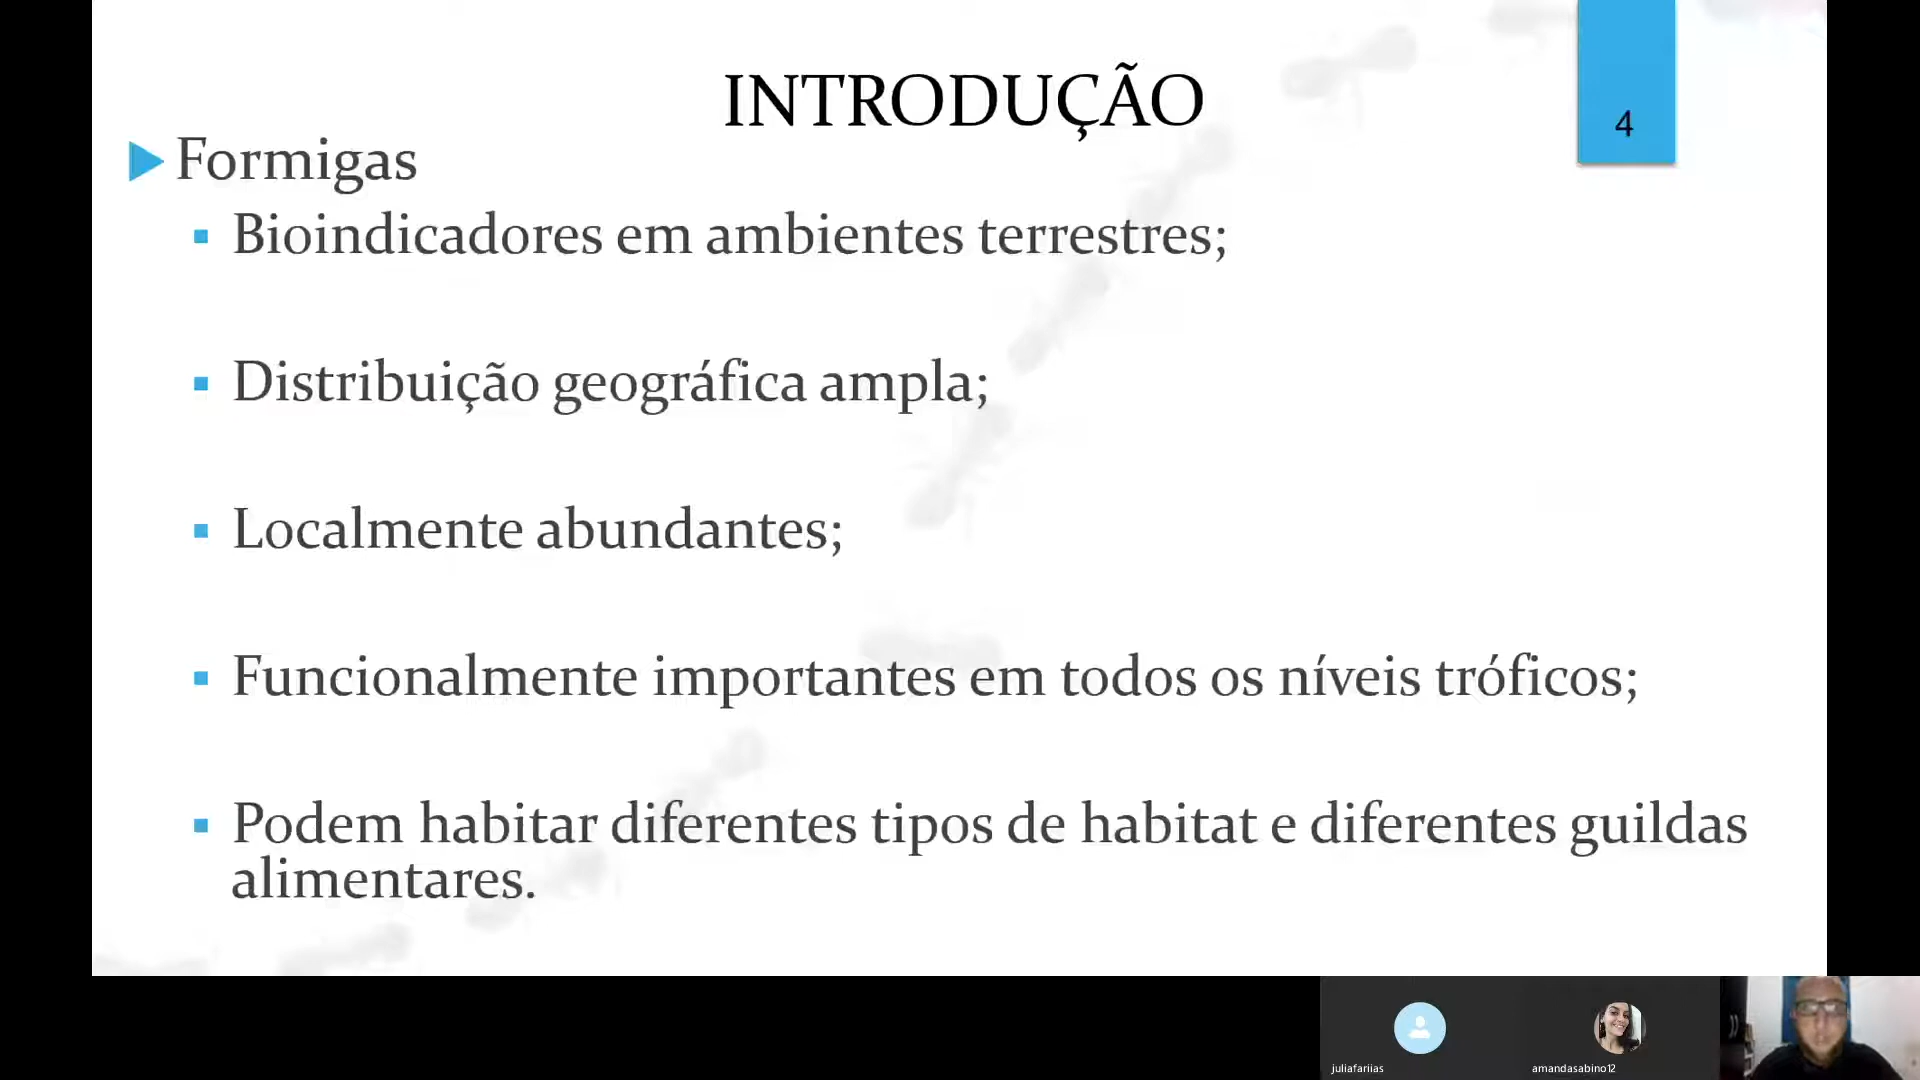 INTRODUÇÃO
4
Formigas
Bioindicadores em ambientes terrestres;
Distribuição geográfica ampla;
Localmente abundantes;
Funcionalmente importantes em todos os níveis tróficos;
Podem habitar diferentes tipos de habitat e diferentes guildas
alimentares.
juliafariias
amandasabino12